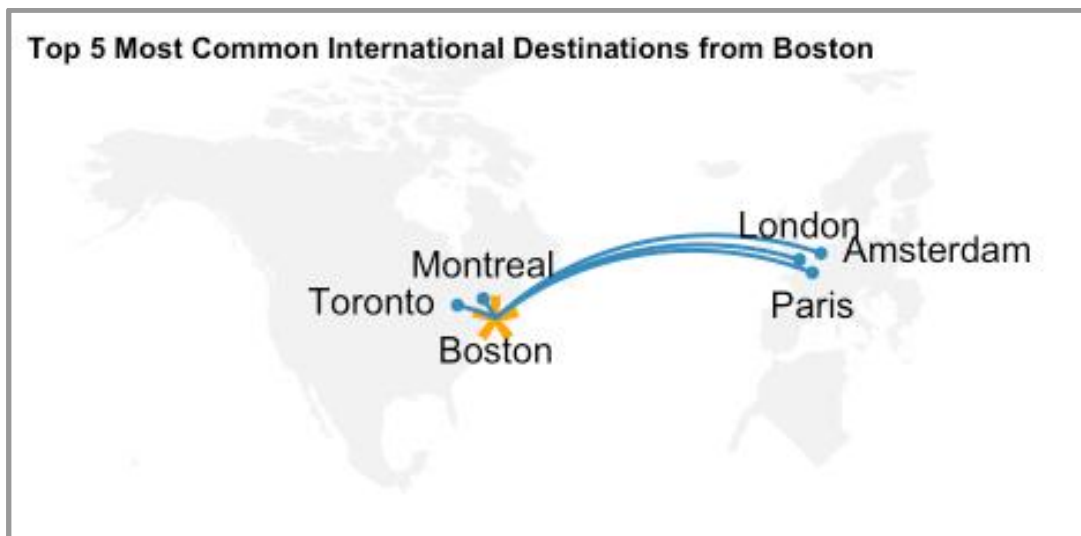 Top 5 Most Common International Destinations from Boston
London
Amsterdam
Montreal
Toronto
Paris
Boston